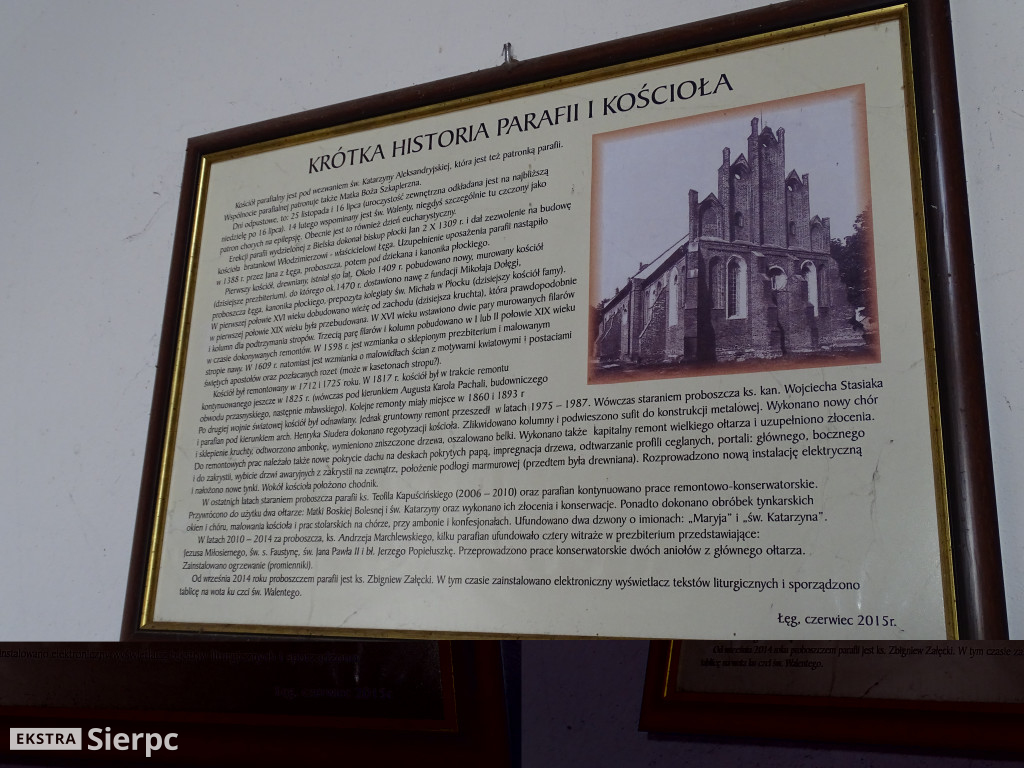 KRÓTKA HISTORIA PARAFII I KOŚCIOŁA
Kościół parafialny jest pod wezwaniem św. Katarzyny Aleksandryjskiej, która jest też patronką parafii.
Wspólnocie parafialnej patronuje także Matka Boża Szkaplerzna.
Dni odpustowe, to: 25 listopada i 16 lipca (uroczystość zewnętrzna odkładana jest na najbliższą
niedzielę po 16 lipca). 14 lutego wspominany jest św. Walenty, niegdyś szczególnie tu czczony jako
patron chorych na epilepsję. Obecnie jest to również dzień eucharystyczny.
Erekcji parafii wydzielonej z Bielska dokonał biskup płocki Jan 2 X 1309 r. i dał zezwolenie na budowę
kościoła bratankowi Włodzimierzowi - właścicielowi Łęga. Uzupełnienie uposażenia parafii nastąpiło
w 1388 r. przez Jana z Łęga, proboszcza, potem pod dziekana i kanonika płockiego.
Pierwszy kościół, drewniany, istniał sto lat. Około 1409 r. pobudowano nowy, murowany kościół
(dzisiejsze prezbiterium), do którego ok.1470 r. dostawiono nawę z fundacji Mikołaja Dołęgi,
proboszcza Łęga, kanonika płockiego, prepozyta kolegiaty św. Michała w Płocku (dzisiejszy kościół farny).
W pierwszej połowie XVI wieku dobudowano wieżę od zachodu (dzisiejsza kruchta), która prawdopodobnie
w pierwszej połowie XIX wieku była przebudowana. W XVI wieku wstawiono dwie pary murowanych filarów
i kolumn dla podtrzymania stropów. Trzecią parę filarów i kolumn pobudowano w I lub II połowie XIX wieku
w czasie dokonywanych remontów. W 1598 r. jest wzmianka o sklepionym prezbiterium i malowanym
stropie nawy. W 1609 r. natomiast jest wzmianka o malowidłach ścian z motywami kwiatowymi i postaciami
świętych apostołów oraz pozłacanych rozet (może w kasetonach stropu?).
Kościół był remontowany w 1712 i 1725 roku. W 1817 r. kościół był w trakcie remontu
kontynuowanego jeszcze w 1825 r. (wówczas pod kierunkiem Augusta Karola Pachali, budowniczego
obwodu przasnyskiego, następnie mławskiego). Kolejne remonty miały miejsce w 1860 i 1893 r
Po drugiej wojnie światowej kościół był odnawiany. Jednak gruntowny remont przeszedł w latach 1975 – 1987. Wówczas staraniem proboszcza ks. kan. Wojciecha Stasiaka
i parafian pod kierunkiem arch. Henryka Siudera dokonano regotyzacji kościoła. Zlikwidowano kolumny i podwieszono sufit do konstrukcji metalowej. Wykonano nowy chór
i sklepienie kruchty, odtworzono ambonkę, wymieniono zniszczone drzewa, oszalowano belki. Wykonano także kapitalny remont wielkiego ołtarza i uzupełniono złocenia.
Do remontowych prac należało także nowe pokrycie dachu na deskach pokrytych papą, impregnacja drzewa, odtwarzanie profili ceglanych, portali: głównego, bocznego
i do zakrystii, wybicie drzwi awaryjnych z zakrystii na zewnątrz, położenie podłogi marmurowej (przedtem była drewniana). Rozprowadzono nową instalację elektryczną
i nałożono nowe tynki. Wokół kościoła położono chodnik.
W ostatnich latach staraniem proboszcza parafii ks. Teofila Kapuścińskiego (2006 – 2010) oraz parafian kontynuowano prace remontowo-konserwatorskie.
Przywrócono do użytku dwa ołtarze: Matki Boskiej Bolesnej i św. Katarzyny oraz wykonano ich złocenia i konserwacje. Ponadto dokonano obróbek tynkarskich
okien i chóru, malowania kościoła i prac stolarskich na chórze, przy ambonie i konfesjonałach. Ufundowano dwa dzwony o imionach: „Maryja" i „św. Katarzyna".
W latach 2010 – 2014 za proboszcza, ks. Andrzeja Marchlewskiego, kilku parafian ufundowało cztery witraże w prezbiterium przedstawiające:
Jezusa Miłosiernego, św. s. Faustynę, św. Jana Pawła II i bł. Jerzego Popiełuszkę. Przeprowadzono prace konserwatorskie dwóch aniołów z głównego ołtarza.
Zainstalowano ogrzewanie (promienniki).
Od września 2014 roku proboszczem parafii jest ks. Zbigniew Załęcki. W tym czasie zainstalowano elektroniczny wyświetlacz tekstów liturgicznych i sporządzono
tablicę na wota ku czci św. Walentego.
Łęg, czerwiec 2015r.
Od września 2014 roku proboszczem parafii jest ks. Zbigniew Załęcki. W tym czasie
tablicę na wota ku czci św. Walentego.
EKSTRA Sierpc